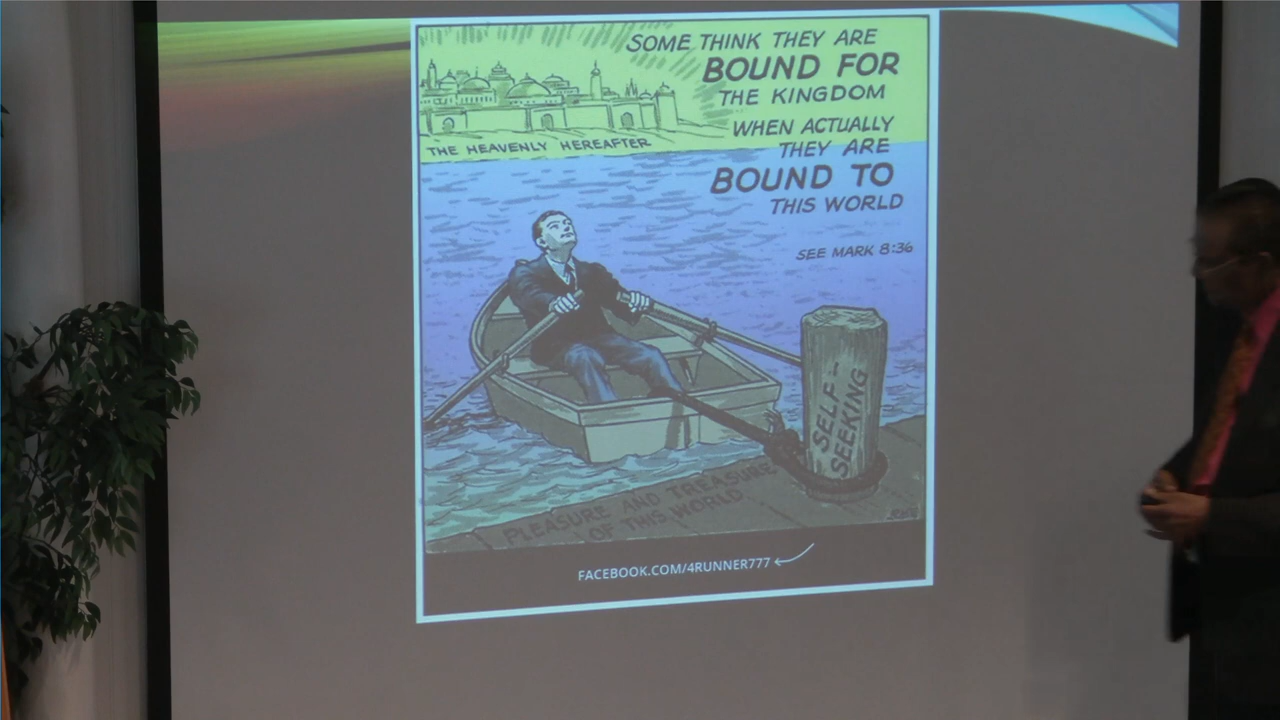 SOME THINK THEY ARE
BOUND FOR
THE KINGDOM
WHEN ACTUALLY
THEY ARE
BOUND TO
THIS WORLD
SEE MARK 8:36
THE HEAVENLY HEREAFTER
SELF-
SEEKING
PLEASURE AND TREASURE
OF THIS WORLD
FACEBOOK.COM/4RUNNER777